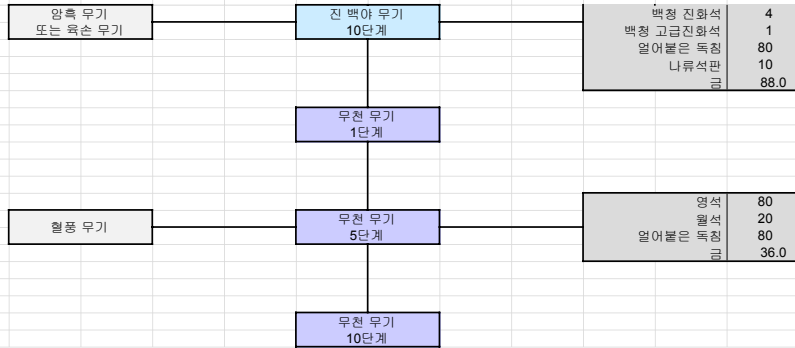 암흑 무기
또는 육손 무기
진 백야 무기
10단계
백청 진화석 4
백청 고급진화석 1
얼어붙은 독침 80
나류석판 10
금 88.0
무천 무기
1단계
혈풍 무기
무천 무기
5단계
영석 80
월석 20
얼어붙은 독침 80
금 36.0
무천 무기
10단계